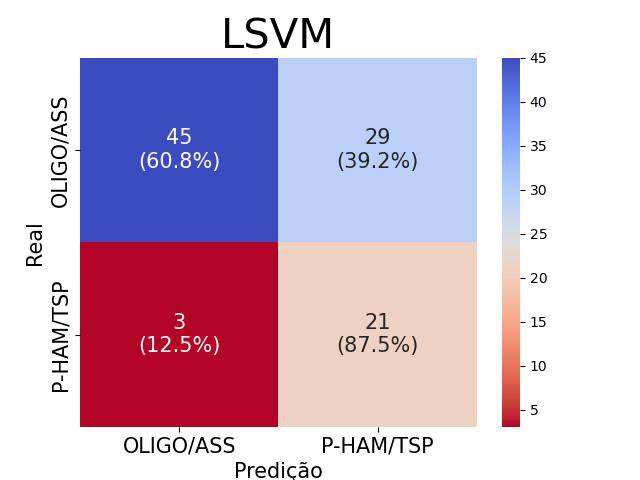 LSVM
OLIGO/ASS
P-HAM/TSP
Real
45
(60.8%)
29
(39.2%)
3
(12.5%)
21
(87.5%)
OLIGO/ASS
P-HAM/TSP
Predição
45
40
35
30
25
20
15
10
5